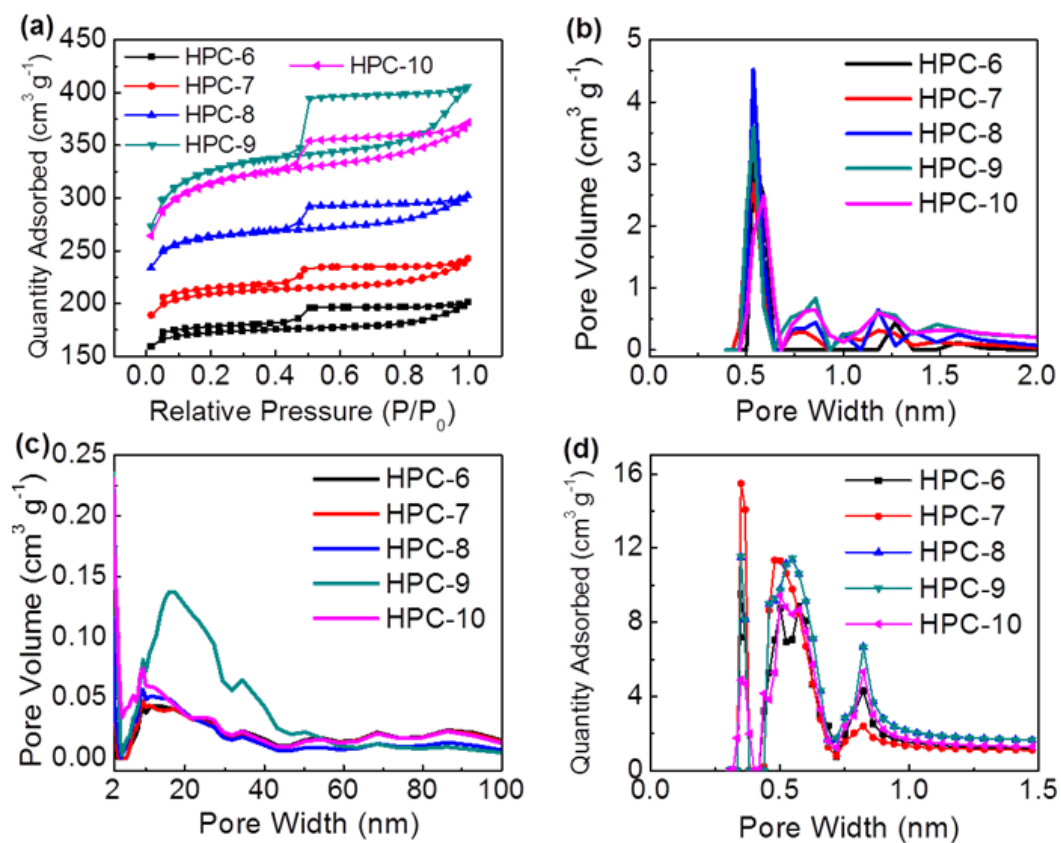 (a)
450
400
350
300
250
200
150
Quantity Adsorbed (cm³ g⁻¹)
HPC-6
HPC-7
HPC-8
HPC-9
HPC-10
0.0 0.2 0.4 0.6 0.8 1.0
Relative Pressure (P/P₀)
(b)
5
4
3
2
1
0
Pore Volume (cm³ g⁻¹)
HPC-6
HPC-7
HPC-8
HPC-9
HPC-10
0.0 0.5 1.0 1.5 2.0
Pore Width (nm)
(c)
0.25
0.20
0.15
0.10
0.05
0.00
Pore Volume (cm³ g⁻¹)
HPC-6
HPC-7
HPC-8
HPC-9
HPC-10
2 20 40 60 80 100
Pore Width (nm)
(d)
16
12
8
4
0
Quantity Adsorbed (cm³ g⁻¹)
HPC-6
HPC-7
HPC-8
HPC-9
HPC-10
0.0 0.5 1.0 1.5
Pore Width (nm)